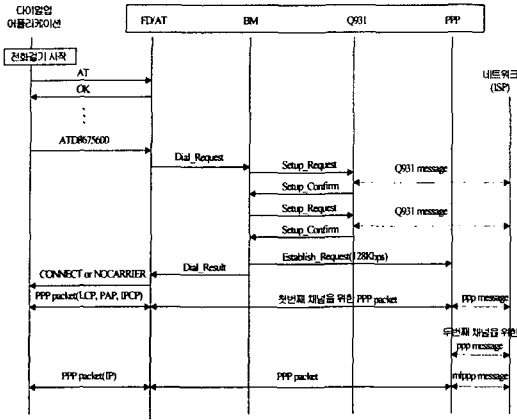 다이얼업
어플리케이션
FD/AT
BM
Q931
PPP
전화걸기 시작
네트워크
(ISP)
AT
OK
ATD8675600
Dial_Request
Setup_Request
Q931 message
Setup_Confirm
Setup_Request
Q931 message
Setup_Confirm
Establish_Request(128Kbps)
Dial_Result
CONNECT or NOCARRIER
PPP packet(LCP, PAP, IPCP)
첫번째 채널을 위한 PPP packet
ppp message
두번째 채널을 위한
ppp message
PPP packet(IP)
PPP packet
mlppp message